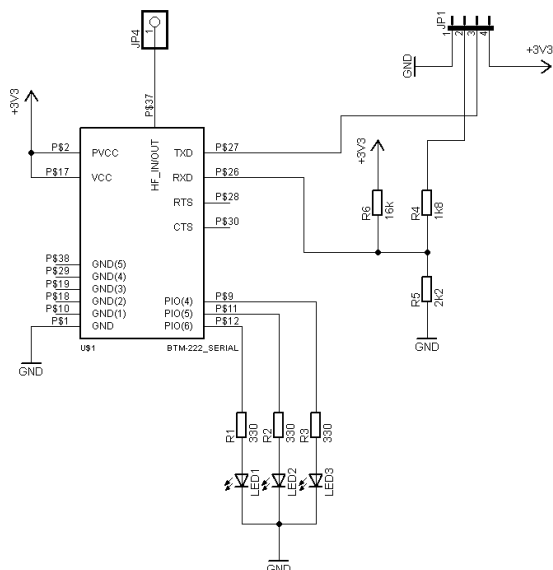 JP4
1
JP1
1
2
3
4
+3V3
GND
P$37
+3V3
P$2
PVCC
HF_IN/OUT
TXD
P$27
P$17
VCC
RXD
P$26
+3V3
RTS
P$28
R6
16k
R4
1k8
CTS
P$30
P$38
GND(5)
P$29
GND(4)
P$19
GND(3)
P$18
GND(2)
PIO(4)
P$9
R5
2k2
P$10
GND(1)
PIO(5)
P$11
P$1
GND
PIO(6)
P$12
GND
U$1
BTM-222_SERIAL
GND
R1
330
R2
330
R3
330
LED1
LED2
LED3
GND